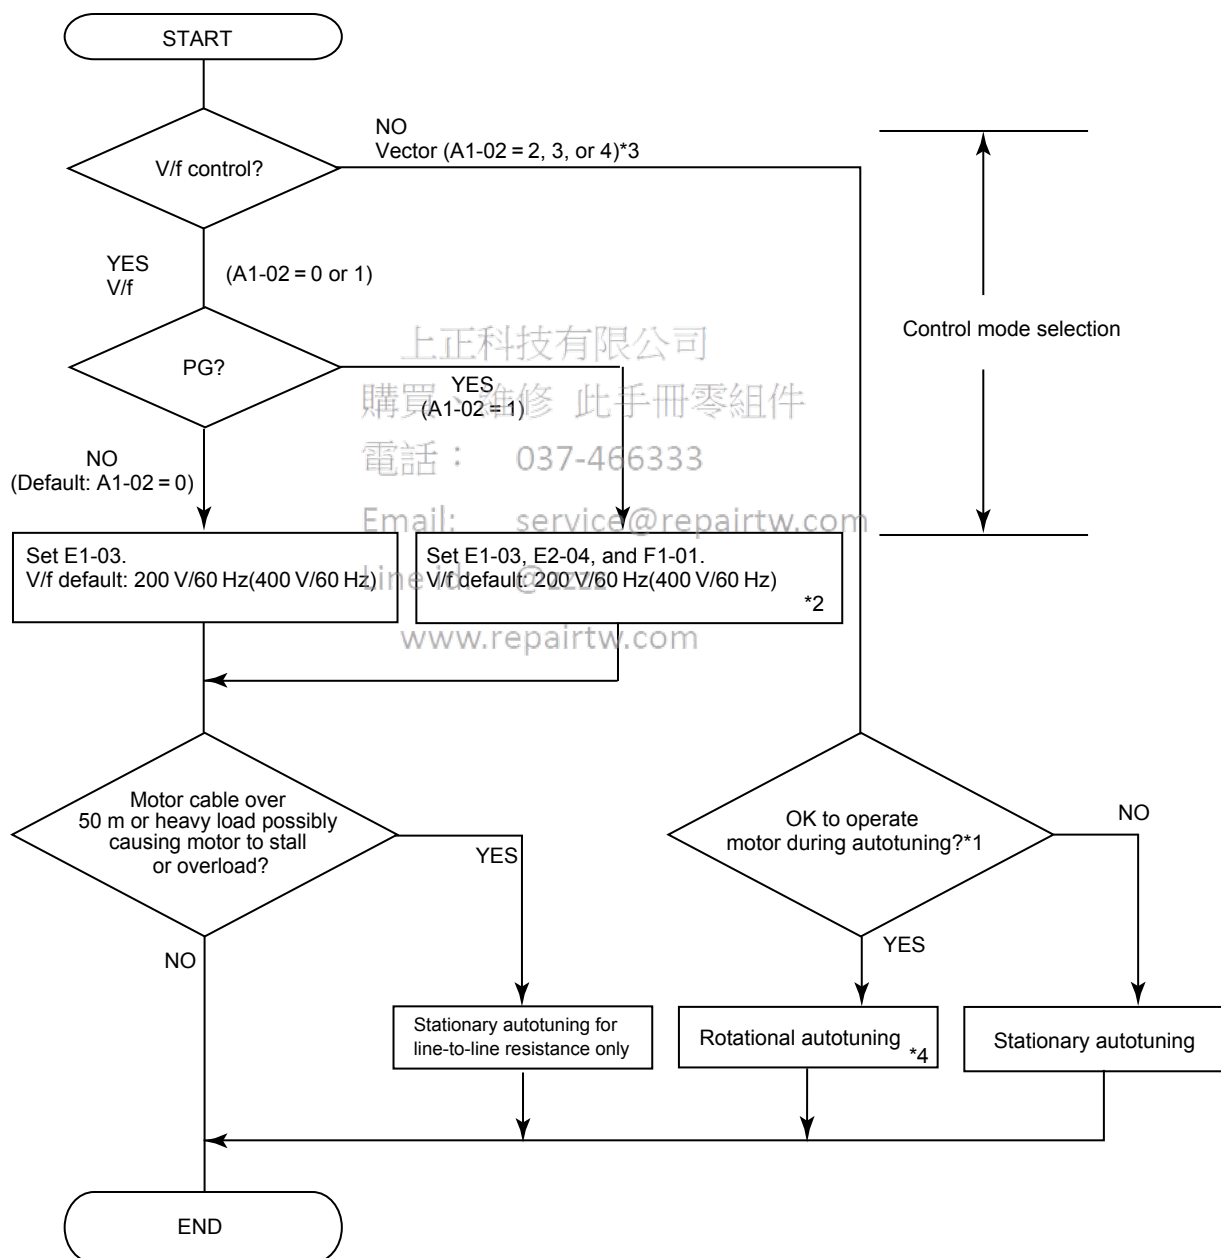 START
NO
Vector (A1-02 = 2, 3, or 4)*3
V/f control?
YES
V/f
(A1-02 = 0 or 1)
Control mode selection
上正科技有限公司
PG?
YES
(A1-02 = 1)
購買、維修 此手冊零組件
電話： 037-466333
NO
(Default: A1-02 = 0)
Email: service@repairtw.com
Set E1-03.
V/f default: 200 V/60 Hz(400 V/60 Hz)
Set E1-03, E2-04, and F1-01.
V/f default: 200 V/60 Hz(400 V/60 Hz)
*2
Line id: @zzzz
www.repairtw.com
Motor cable over
50 m or heavy load possibly
causing motor to stall
or overload?
YES
NO
OK to operate
motor during autotuning?*1
NO
YES
Stationary autotuning for
line-to-line resistance only
Rotational autotuning
*4
Stationary autotuning
END